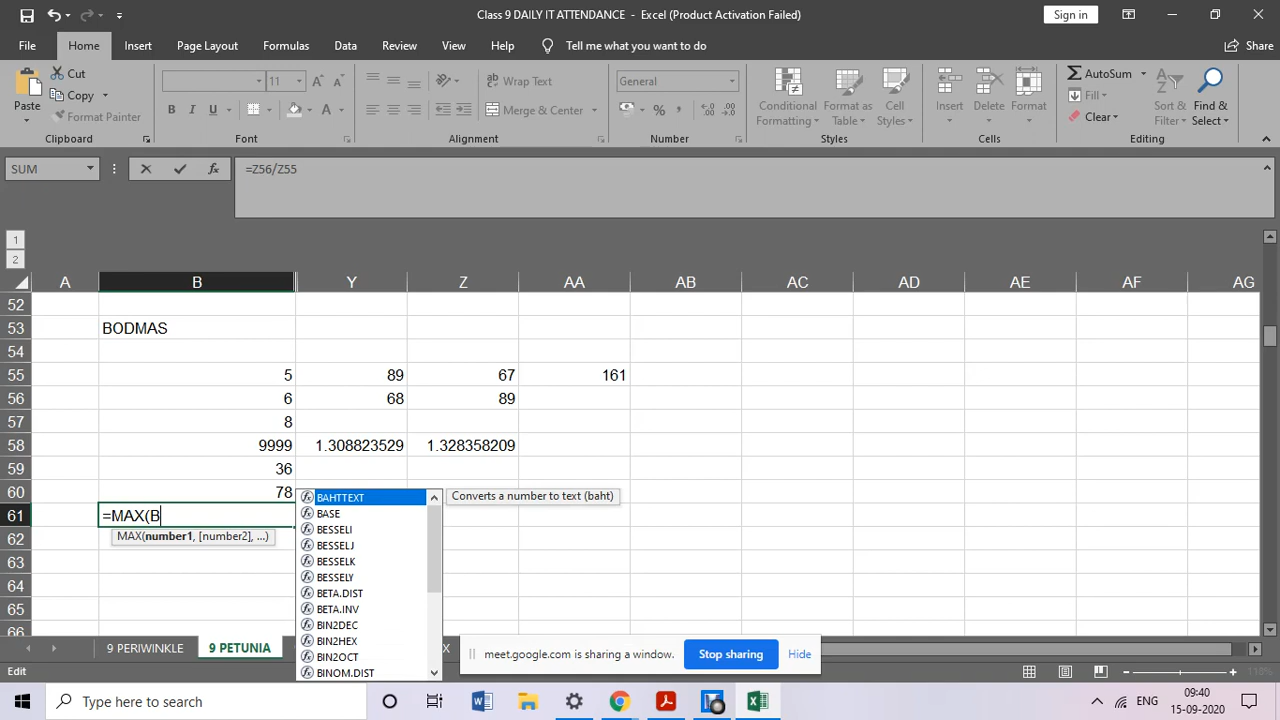 Class 9 DAILY IT ATTENDANCE - Excel (Product Activation Failed)
Sign in
File Home Insert Page Layout Formulas Data Review View Help Tell me what you want to do Share
Paste
Cut
Copy
Format Painter
Clipboard
11
B I U
Font
Wrap Text
Merge & Center
Alignment
General
Number
Conditional Formatting
Format as Table
Cell Styles
Styles
Insert
Delete
Format
Cells
AutoSum
Fill
Clear
Sort & Filter
Find & Select
Editing
SUM
fx
=Z56/Z55
1
2
A B Y Z AA AB AC AD AE AF AG
52
53 BODMAS
54
55 5 89 67 161
56 6 68 89
57 8
58 9999 1.308823529 1.328358209
59 36
60 78
61 =MAX(B
62
63
64
65
66
MAX(number1, [number2], ...)
BAHTTEXT
Converts a number to text (baht)
BASE
BESSELI
BESSELJ
BESSELK
BESSELY
BETA.DIST
BETA.INV
BIN2DEC
BIN2HEX
BIN2OCT
BINOM.DIST
9 PERIWINKLE 9 PETUNIA X
meet.google.com is sharing a window. Stop sharing Hide
Edit
110%
Type here to search
ENG
09:40
15-09-2020